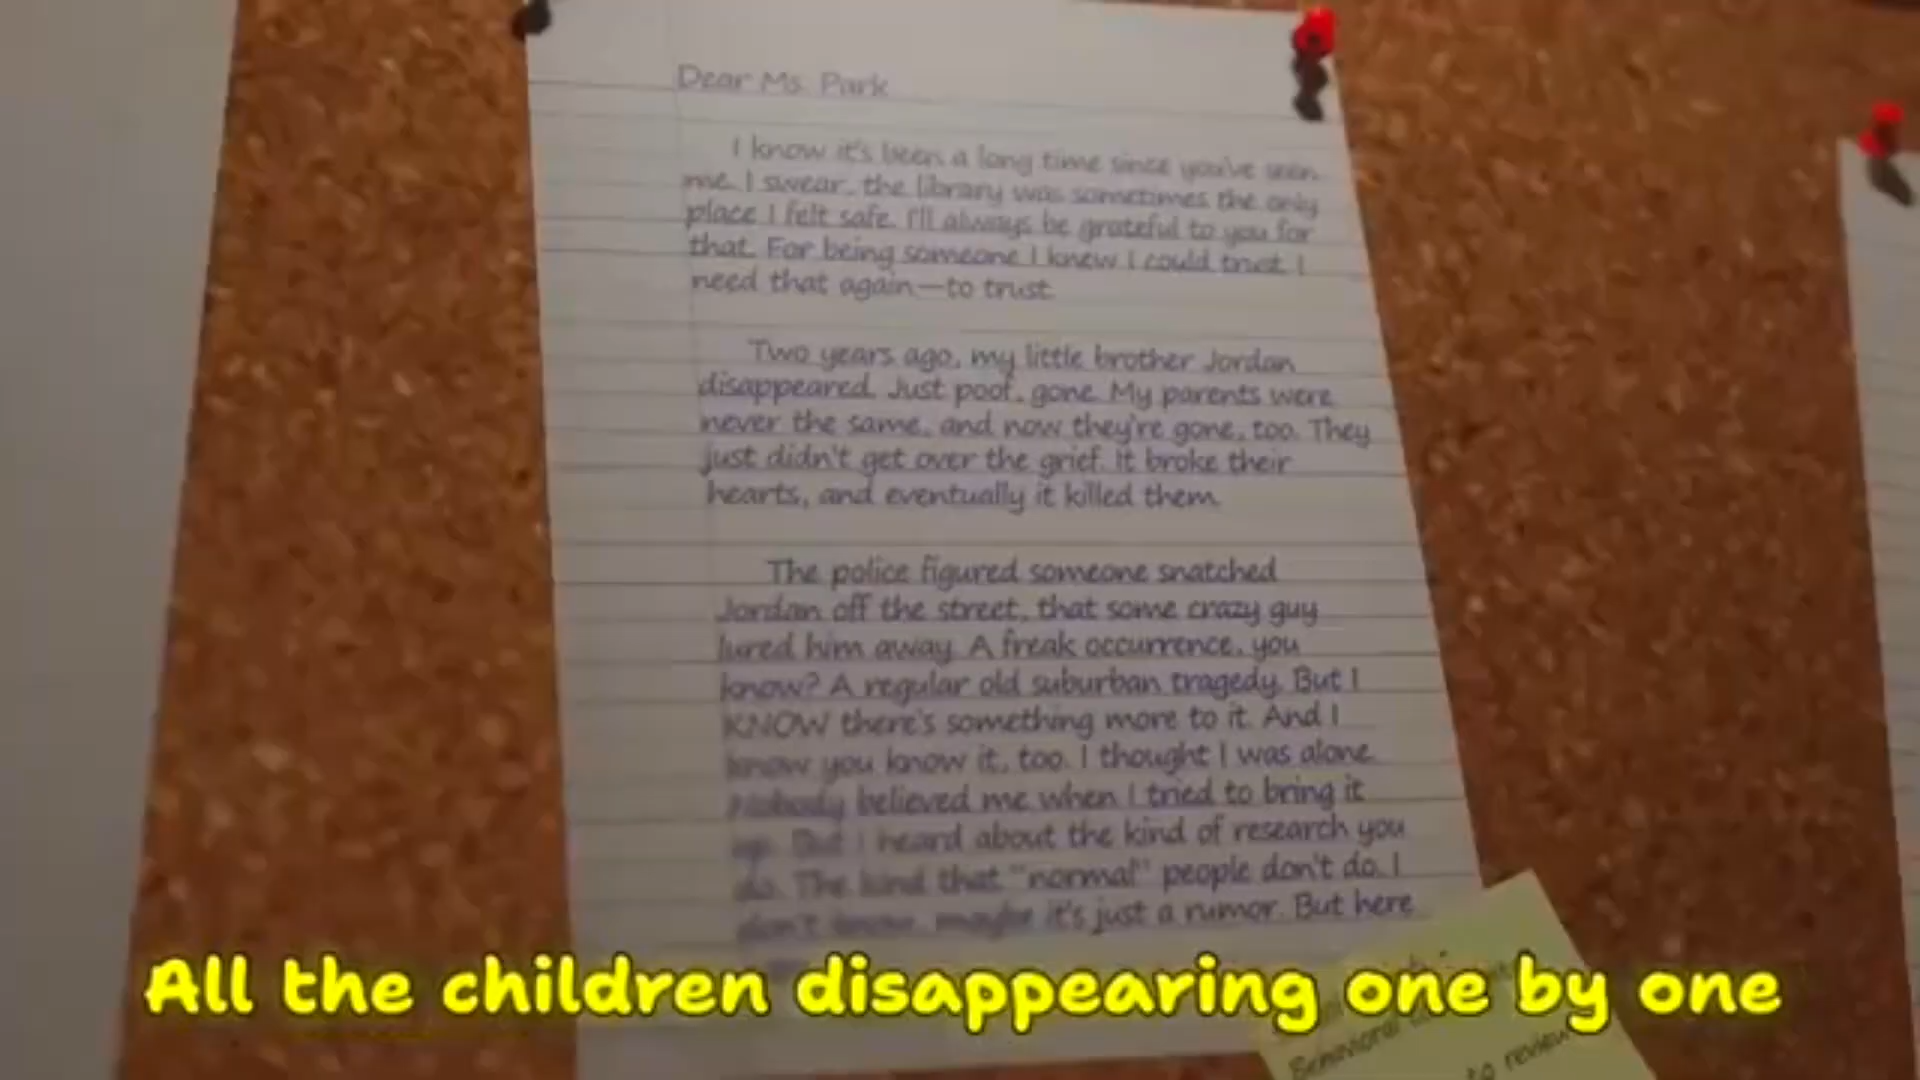 Dear Ms. Park
I know it's been a long time since you've seen
me. I swear, the library was sometimes the only
place I felt safe. I'll always be grateful to you for
that. For being someone I knew I could trust. I
need that again—to trust.
Two years ago, my little brother Jordan
disappeared. Just poof, gone. My parents were
never the same, and now they're gone, too. They
just didn't get over the grief. It broke their
hearts, and eventually it killed them.
The police figured someone snatched
Jordan off the street, that some crazy guy
lured him away. A freak occurrence, you
know? A regular old suburban tragedy. But I
KNOW there's something more to it. And I
know you know it, too. I thought I was alone.
Nobody believed me when I tried to bring it
up. But I heard about the kind of research you
do. The kind that "normal" people don't do. I
don't know, maybe it's just a rumor. But here
All the children disappearing one by one
Behavioral
to review